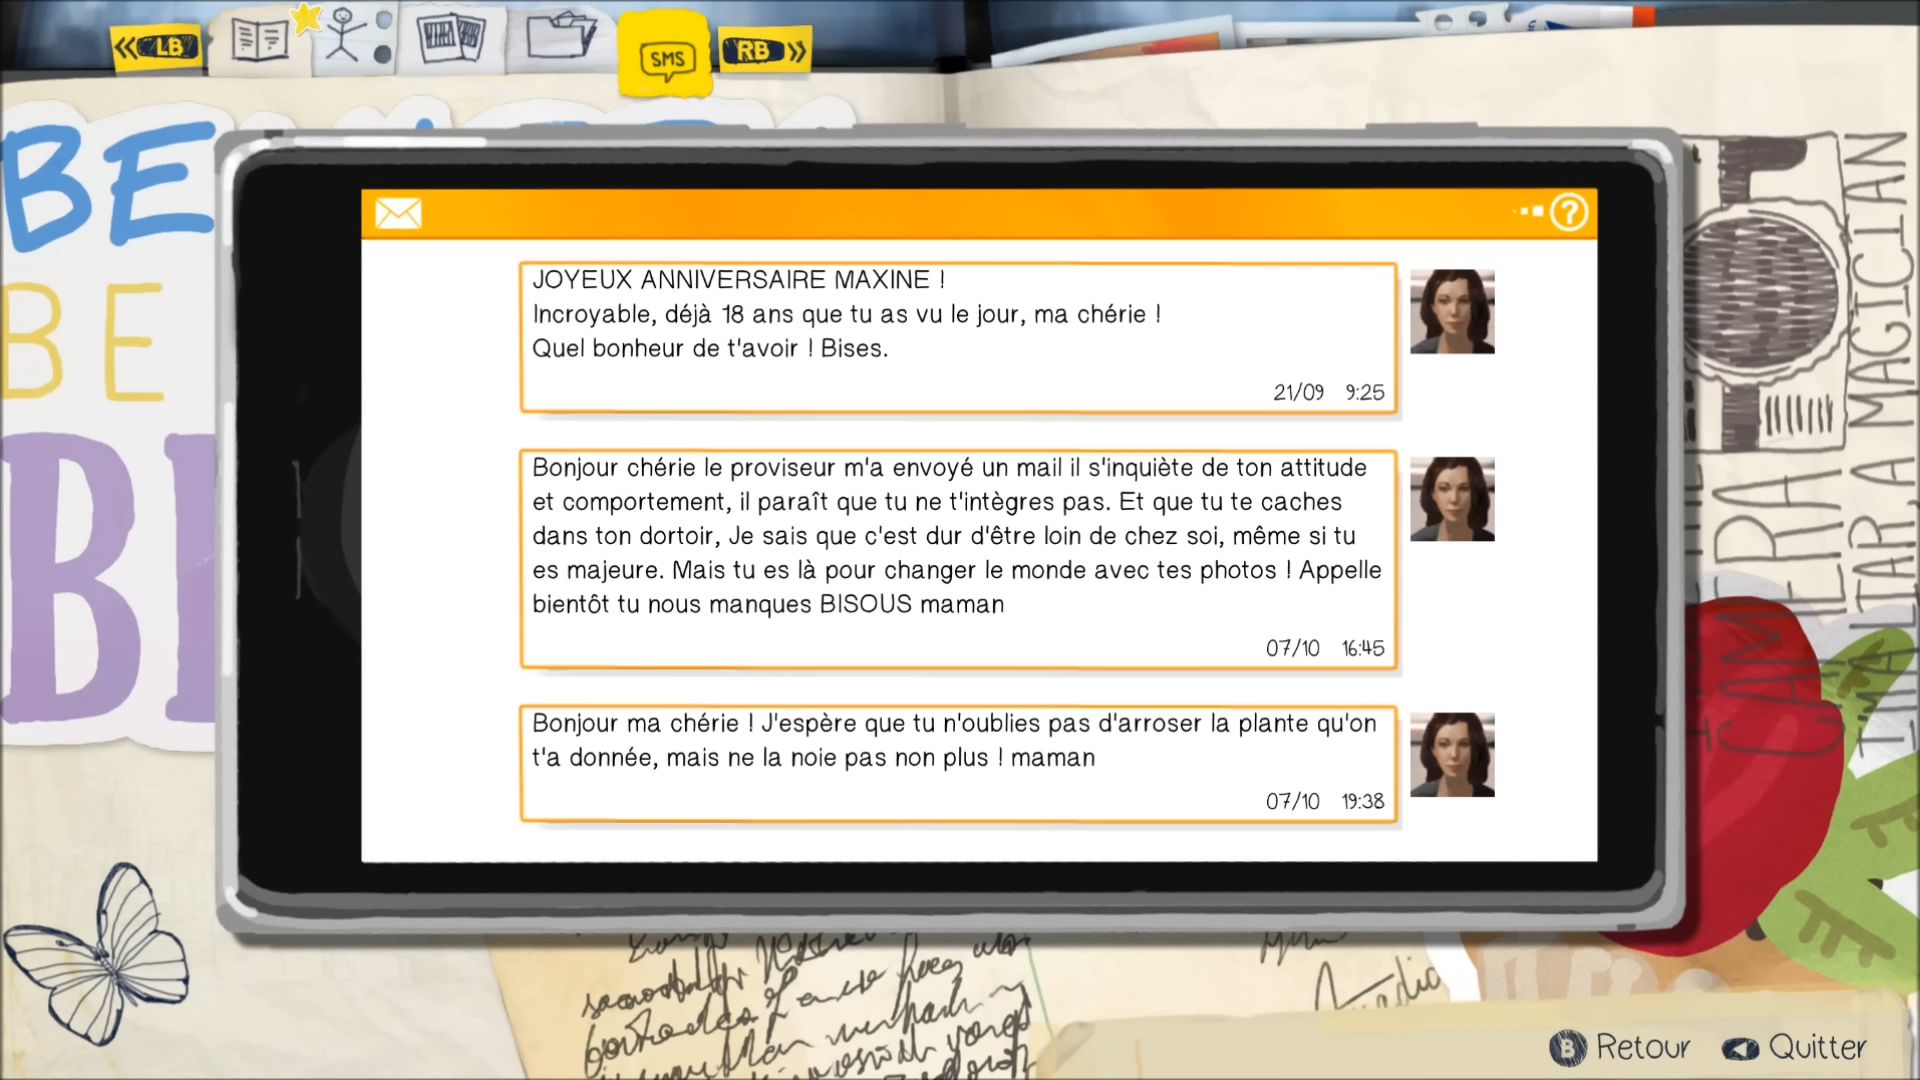 LB
SMS
RB
BE
BE
JOYEUX ANNIVERSAIRE MAXINE !
Incroyable, déjà 18 ans que tu as vu le jour, ma chérie !
Quel bonheur de t'avoir ! Bises.
21/09 9:25
Bonjour chérie le proviseur m'a envoyé un mail il s'inquiète de ton attitude
et comportement, il paraît que tu ne t'intègres pas. Et que tu te caches
dans ton dortoir, Je sais que c'est dur d'être loin de chez soi, même si tu
es majeure. Mais tu es là pour changer le monde avec tes photos ! Appelle
bientôt tu nous manques BISOUS maman
07/10 16:45
Bonjour ma chérie ! J'espère que tu n'oublies pas d'arroser la plante qu'on
t'a donnée, mais ne la noie pas non plus ! maman
07/10 19:38
CAMERA
LIAR, A MAGICIAN
B Retour
Quitter